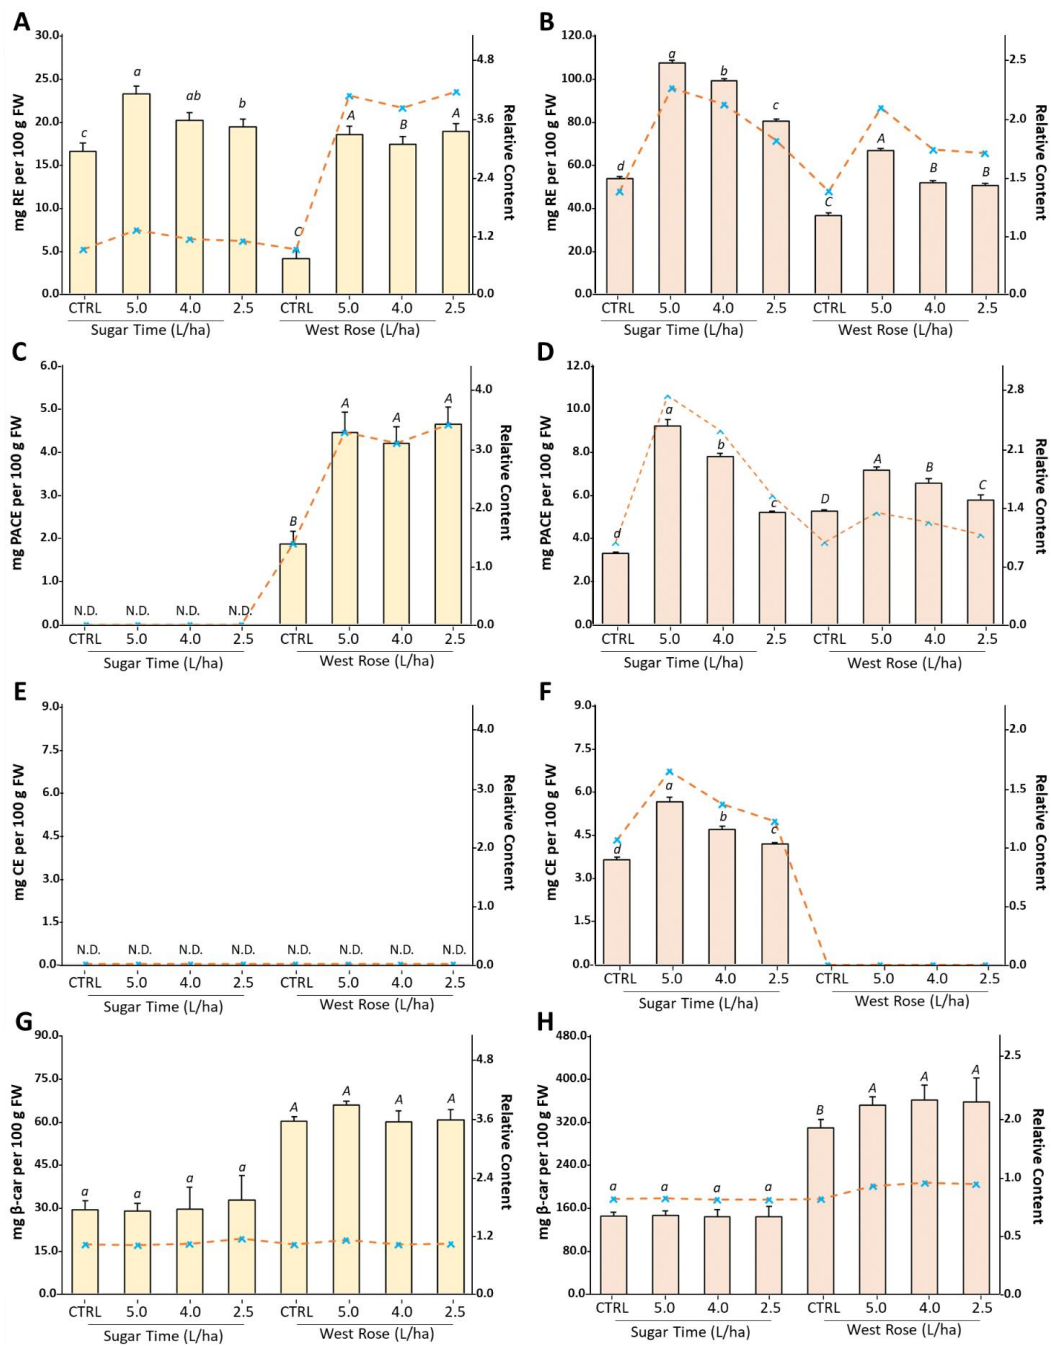 A
30.0
25.0
20.0
15.0
10.0
5.0
0.0
mg RE per 100 g FW
4.8
3.6
2.4
1.2
0.0
Relative Content
c
a
ab
b
C
A
B
A
CTRL 5.0 4.0 2.5 CTRL 5.0 4.0 2.5
Sugar Time (L/ha) West Rose (L/ha)
B
120.0
100.0
80.0
60.0
40.0
20.0
0.0
mg RE per 100 g FW
2.5
2.0
1.5
1.0
0.0
Relative Content
d
a
b
c
C
A
B
B
CTRL 5.0 4.0 2.5 CTRL 5.0 4.0 2.5
Sugar Time (L/ha) West Rose (L/ha)
C
6.0
5.0
4.0
3.0
2.0
1.0
0.0
mg PACE per 100 g FW
4.0
3.0
2.0
1.0
0.0
Relative Content
N.D. N.D. N.D. N.D.
B
A
A
A
CTRL 5.0 4.0 2.5 CTRL 5.0 4.0 2.5
Sugar Time (L/ha) West Rose (L/ha)
D
12.0
10.0
8.0
6.0
4.0
2.0
0.0
mg PACE per 100 g FW
2.8
2.1
1.4
0.7
0.0
Relative Content
d
a
b
c
D
A
B
C
CTRL 5.0 4.0 2.5 CTRL 5.0 4.0 2.5
Sugar Time (L/ha) West Rose (L/ha)
E
9.0
7.5
6.0
4.5
3.0
1.5
0.0
mg CE per 100 g FW
4.0
3.0
2.0
1.0
0.0
Relative Content
N.D. N.D. N.D. N.D. N.D. N.D. N.D. N.D.
CTRL 5.0 4.0 2.5 CTRL 5.0 4.0 2.5
Sugar Time (L/ha) West Rose (L/ha)
F
9.0
7.5
6.0
4.5
3.0
1.5
0.0
mg CE per 100 g FW
2.0
1.5
1.0
0.5
0.0
Relative Content
d
a
b
c
CTRL 5.0 4.0 2.5 CTRL 5.0 4.0 2.5
Sugar Time (L/ha) West Rose (L/ha)
G
90.0
75.0
60.0
45.0
30.0
15.0
0.0
mg β-car per 100 g FW
4.8
3.6
2.4
1.2
0.0
Relative Content
a
a
a
a
A
A
A
A
CTRL 5.0 4.0 2.5 CTRL 5.0 4.0 2.5
Sugar Time (L/ha) West Rose (L/ha)
H
480.0
400.0
320.0
240.0
160.0
80.0
0.0
mg β-car per 100 g FW
2.5
2.0
1.0
0.5
0.0
Relative Content
a
a
a
a
B
A
A
A
CTRL 5.0 4.0 2.5 CTRL 5.0 4.0 2.5
Sugar Time (L/ha) West Rose (L/ha)